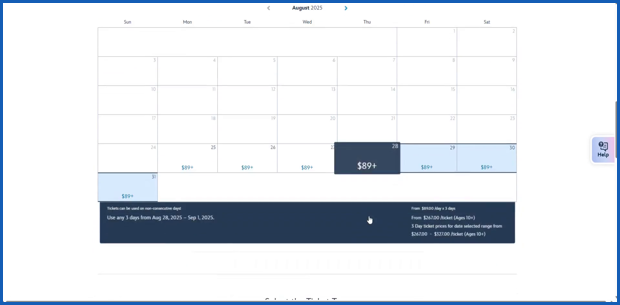 August 2025
Sun Mon Tue Wed Thu Fri Sat
1 2
3 4 5 6 7 8 9
10 11 12 13 14 15 16
17 18 19 20 21 22 23
24 25 26 28 29 30
$89+ $89+ $89+ $89+ $89+ $89+
31
$89+
Help
Tickets can be used on non-consecutive days!
Use any 3 days from Aug 28, 2025 – Sep 1, 2025.
From $89.00 /day x 3 days
From $267.00 /ticket (Ages 10+)
3 Day ticket prices for date selected range from
$267.00 - $327.00 /ticket (Ages 10+)